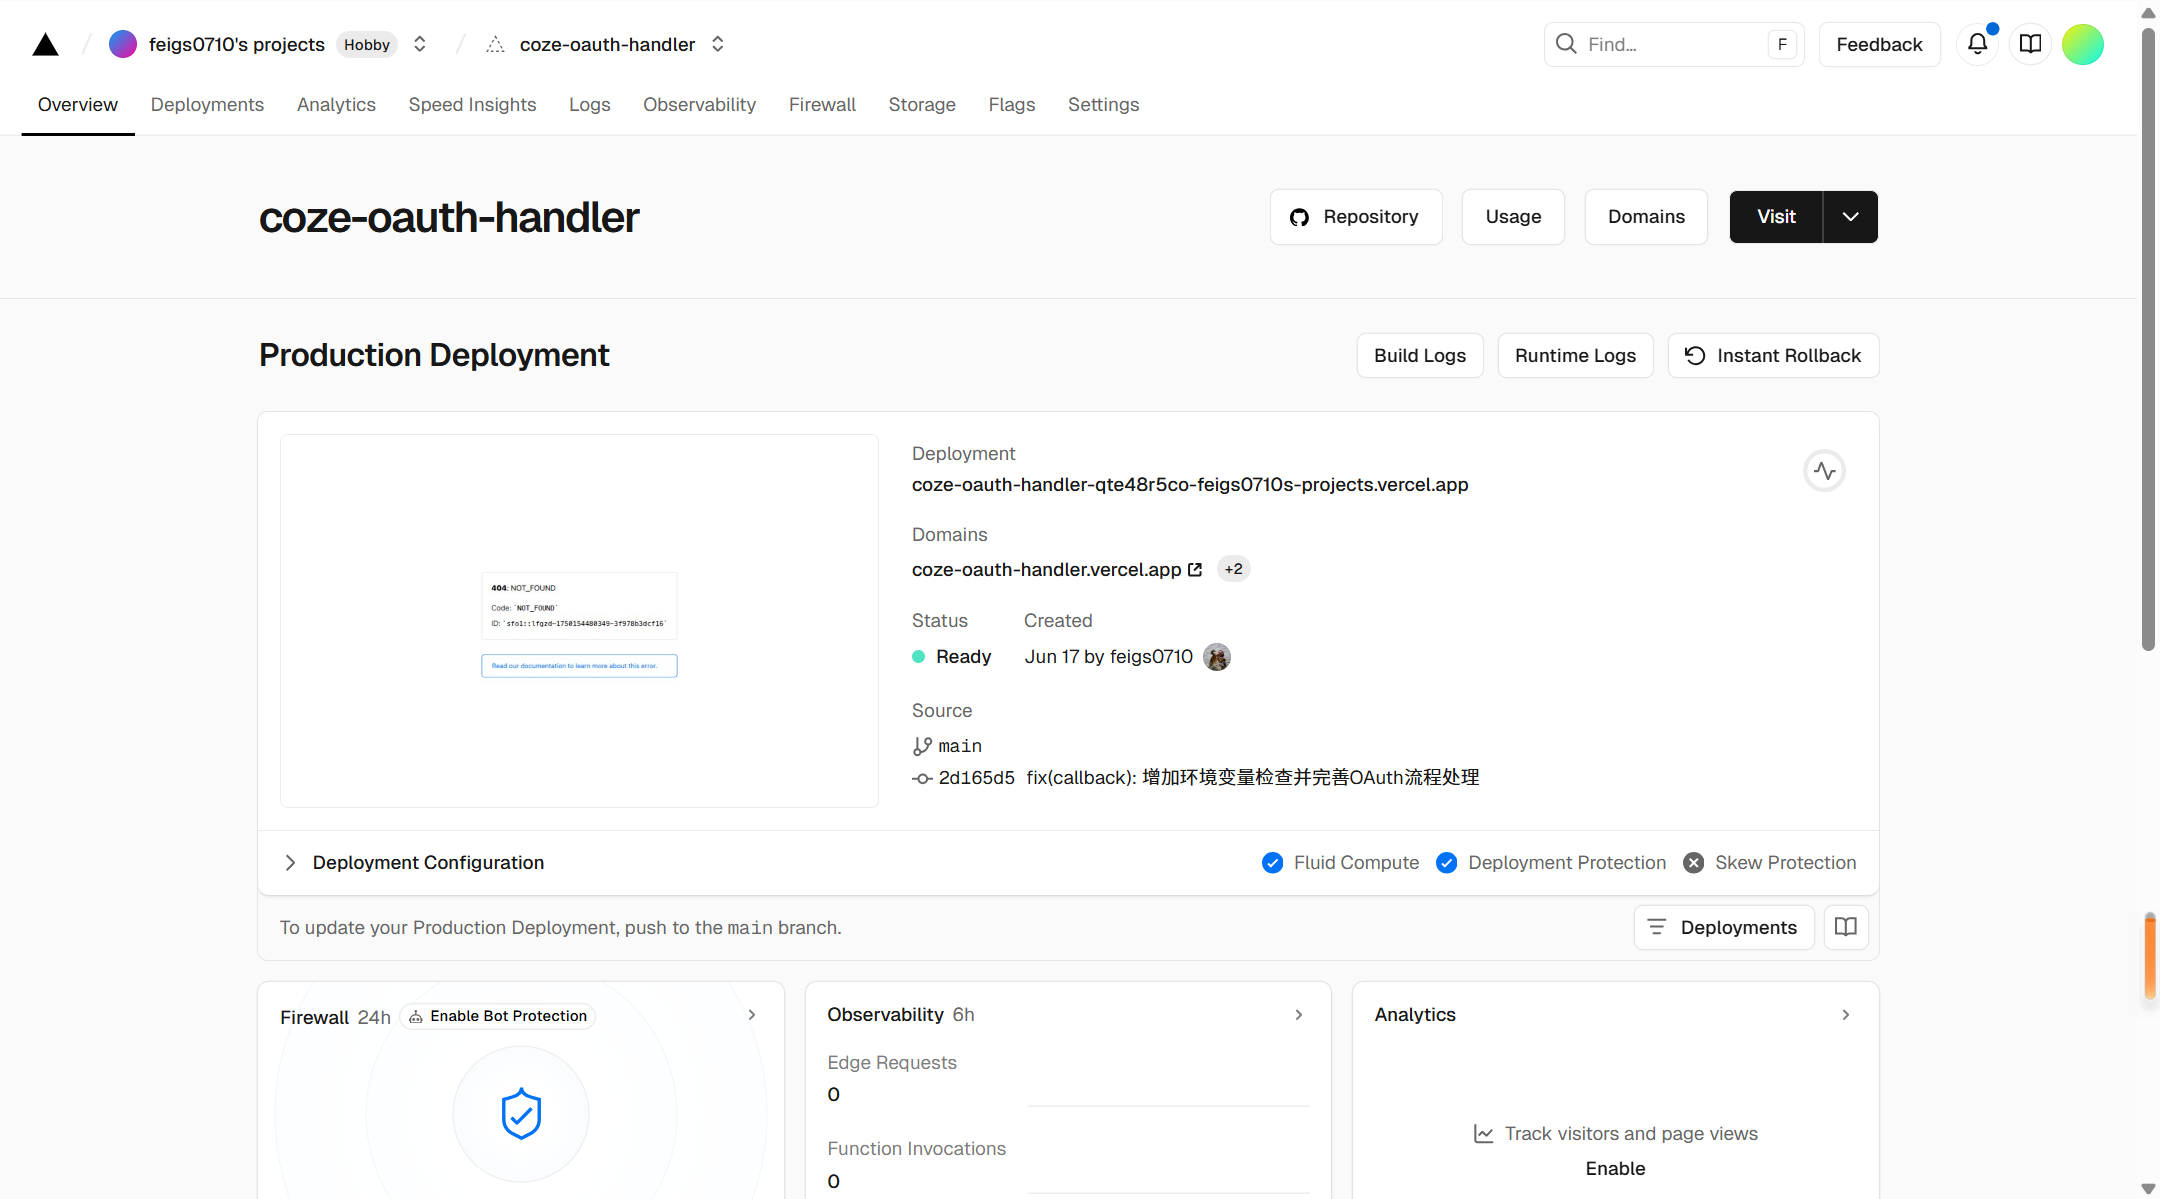 feigs0710's projects Hobby coze-oauth-handler
Find... F Feedback
Overview Deployments Analytics Speed Insights Logs Observability Firewall Storage Flags Settings
coze-oauth-handler
Repository Usage Domains Visit
Production Deployment
Build Logs Runtime Logs Instant Rollback
404: NOT_FOUND
Code: `NOT_FOUND`
ID: `sfo1::lfgzd-1750154480349-3f978b3dcf16`
Read our documentation to learn more about this error.
Deployment
coze-oauth-handler-qte48r5co-feigs0710s-projects.vercel.app
Domains
coze-oauth-handler.vercel.app +2
Status Created
Ready Jun 17 by feigs0710
Source
main
2d165d5 fix(callback): 增加环境变量检查并完善OAuth流程处理
Deployment Configuration
Fluid Compute Deployment Protection Skew Protection
To update your Production Deployment, push to the main branch.
Deployments
Firewall 24h Enable Bot Protection
Observability 6h
Edge Requests
0
Function Invocations
0
Analytics
Track visitors and page views
Enable